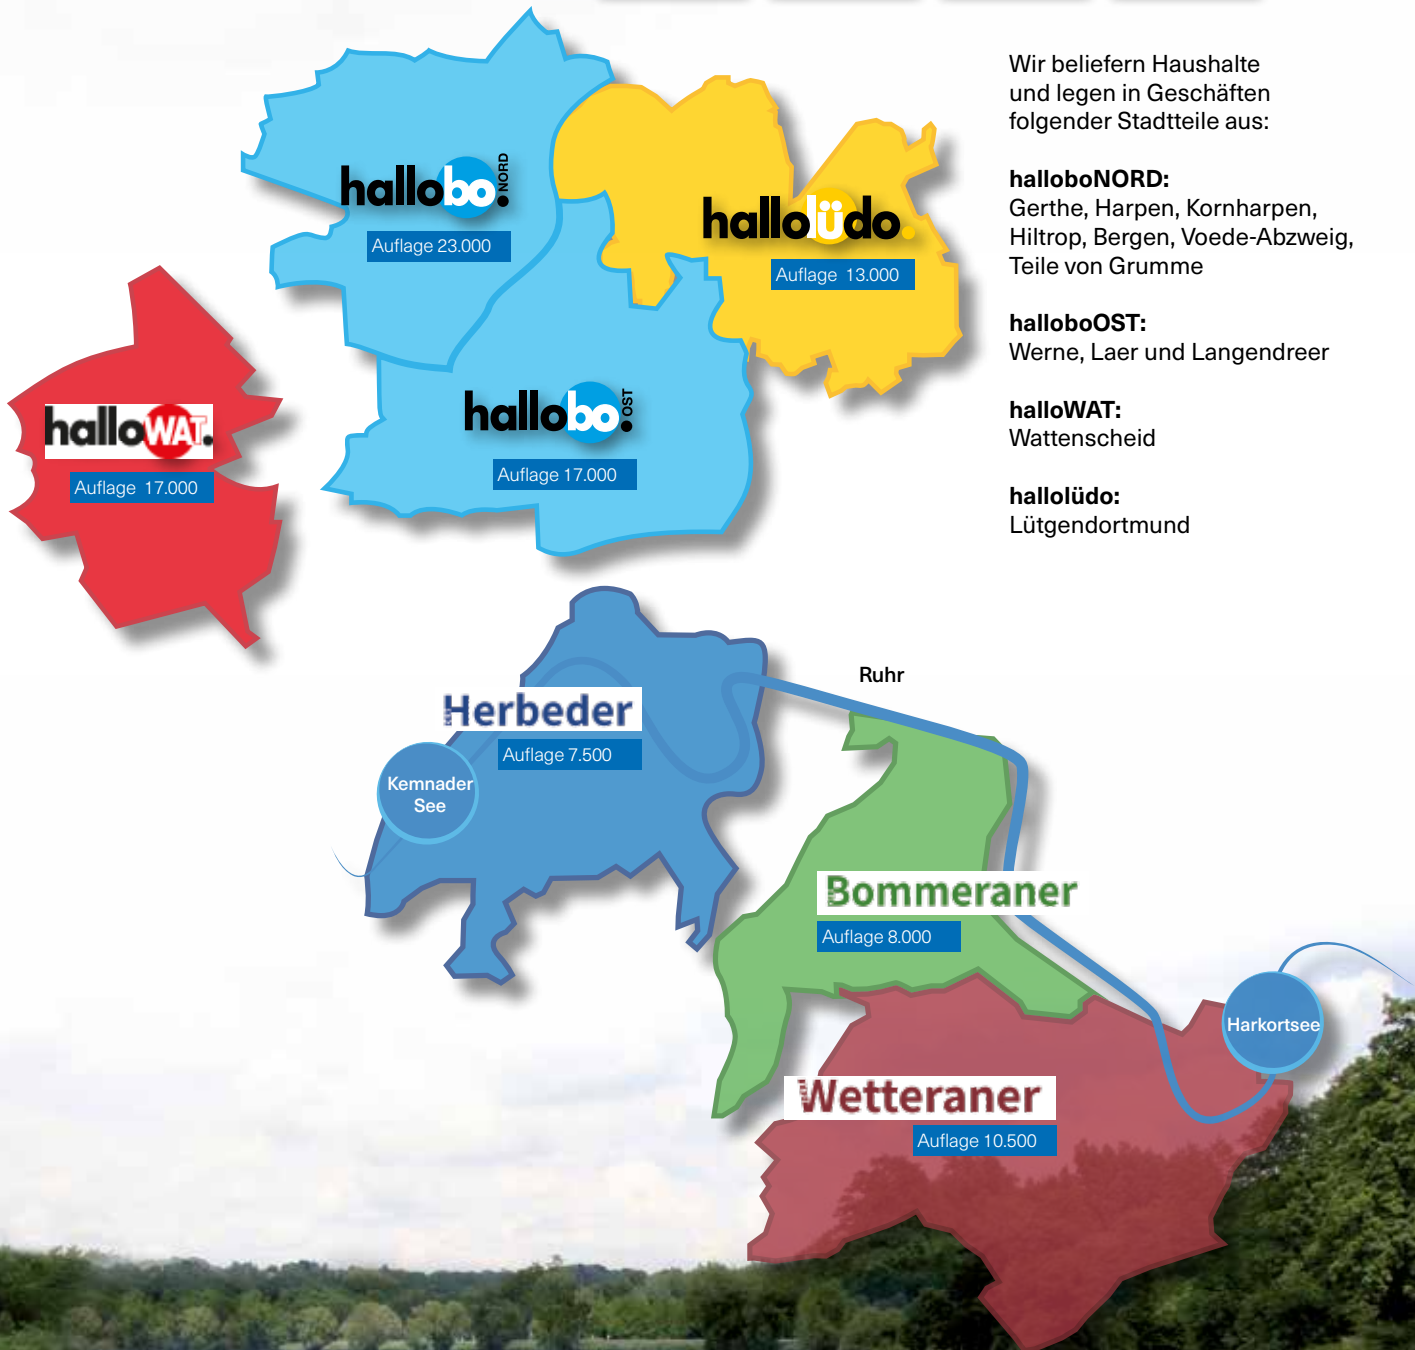 Wir beliefern Haushalte
und legen in Geschäften
folgender Stadtteile aus:
halloboNORD:
Gerthe, Harpen, Kornharpen,
Hiltrop, Bergen, Voede-Abzweig,
Teile von Grumme
halloboOST:
Werne, Laer und Langendreer
halloWAT:
Wattenscheid
hallolüdo:
Lütgendortmund
hallobo. NORD
Auflage 23.000
hallolüdo.
Auflage 13.000
hallobo. OST
Auflage 17.000
halloWAT.
Auflage 17.000
Herbeder
Auflage 7.500
Kemnader
See
Ruhr
Bommeraner
Auflage 8.000
Harkortsee
Wetteraner
Auflage 10.500